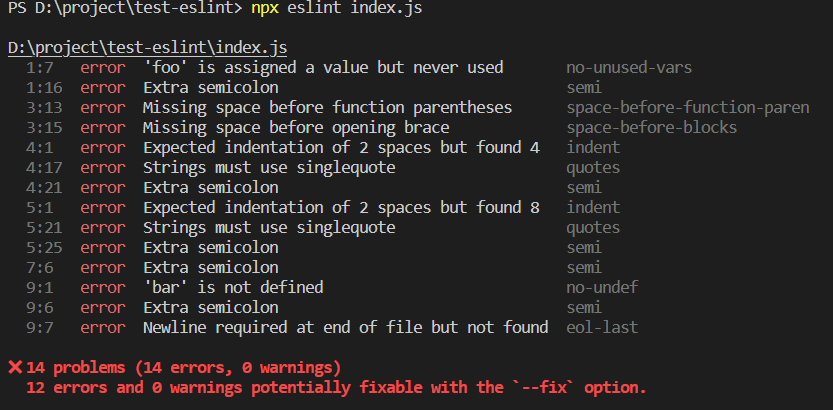 PS D:\project\test-eslint> npx eslint index.js
D:\project\test-eslint\index.js
1:7 error 'foo' is assigned a value but never used no-unused-vars
1:16 error Extra semicolon semi
3:13 error Missing space before function parentheses space-before-function-paren
3:15 error Missing space before opening brace space-before-blocks
4:1 error Expected indentation of 2 spaces but found 4 indent
4:17 error Strings must use singlequote quotes
4:21 error Extra semicolon semi
5:1 error Expected indentation of 2 spaces but found 8 indent
5:21 error Strings must use singlequote quotes
5:25 error Extra semicolon semi
7:6 error Extra semicolon semi
9:1 error 'bar' is not defined no-undef
9:6 error Extra semicolon semi
9:7 error Newline required at end of file but not found eol-last
✖ 14 problems (14 errors, 0 warnings)
12 errors and 0 warnings potentially fixable with the `--fix` option.